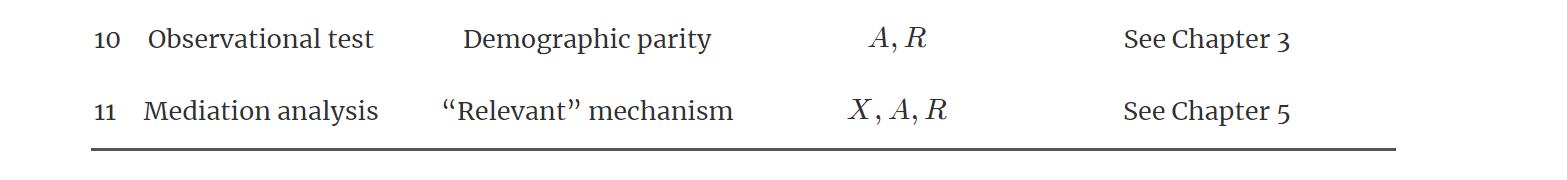 10 Observational test Demographic parity A, R See Chapter 3
11 Mediation analysis “Relevant” mechanism X, A, R See Chapter 5